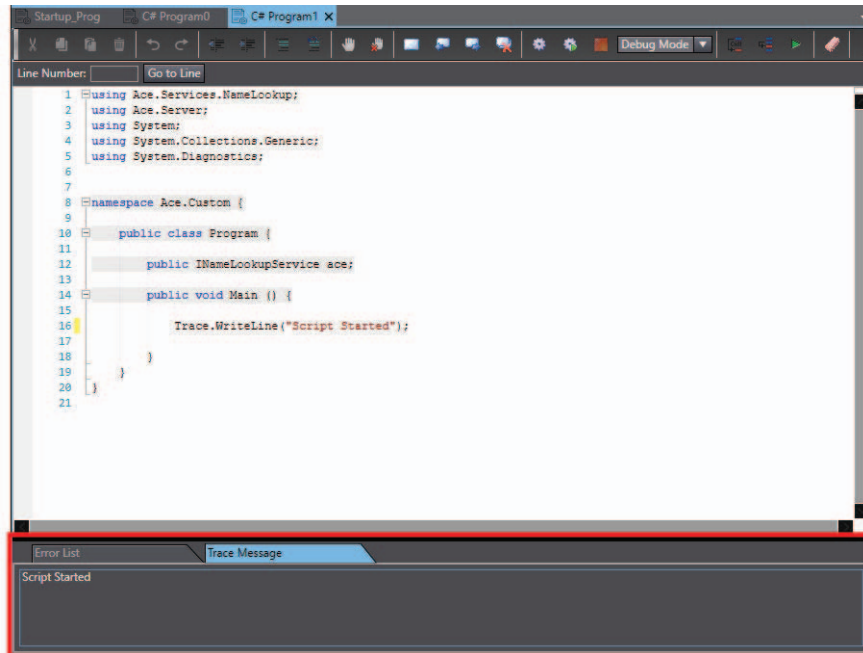 Startup_Prog C# Program0 C# Program1 X
Debug Mode
Line Number: Go to Line
1 using Ace.Services.NameLookup;
2 using Ace.Server;
3 using System;
4 using System.Collections.Generic;
5 using System.Diagnostics;
6
7
8 namespace Ace.Custom {
9
10 public class Program {
11
12 public INameLookupService ace;
13
14 public void Main () {
15
16 Trace.WriteLine("Script Started");
17
18 }
19 }
20 }
21
Error List Trace Message
Script Started